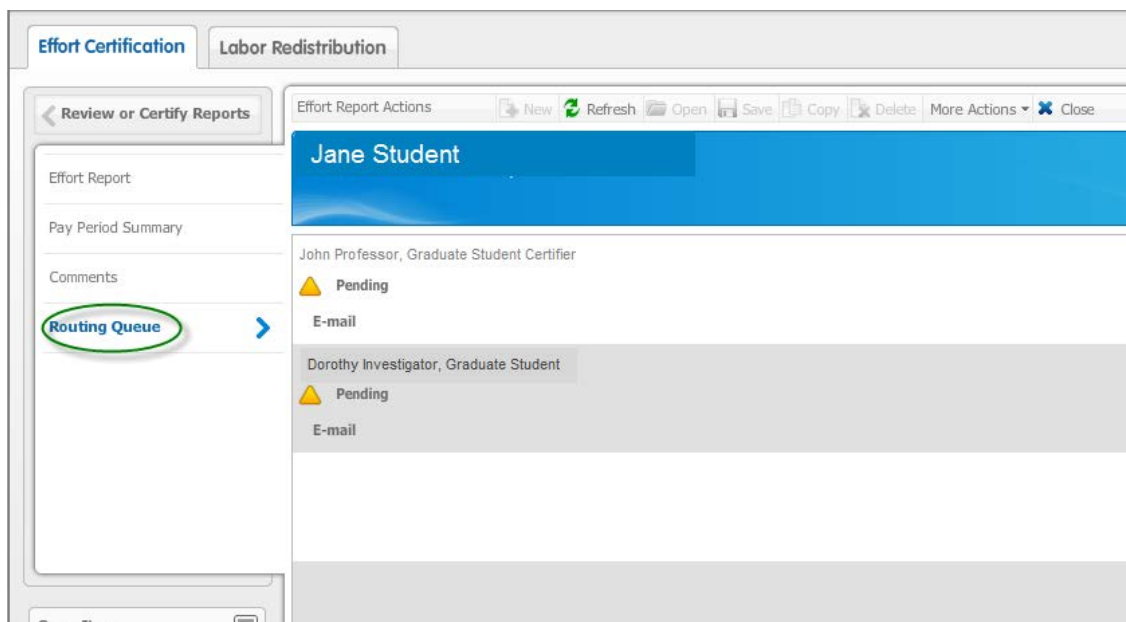 Effort Certification
Labor Redistribution
Review or Certify Reports
Effort Report
Pay Period Summary
Comments
Routing Queue
Effort Report Actions New Refresh Open Save Copy Delete More Actions Close
Jane Student
John Professor, Graduate Student Certifier
Pending
E-mail
Dorothy Investigator, Graduate Student
Pending
E-mail